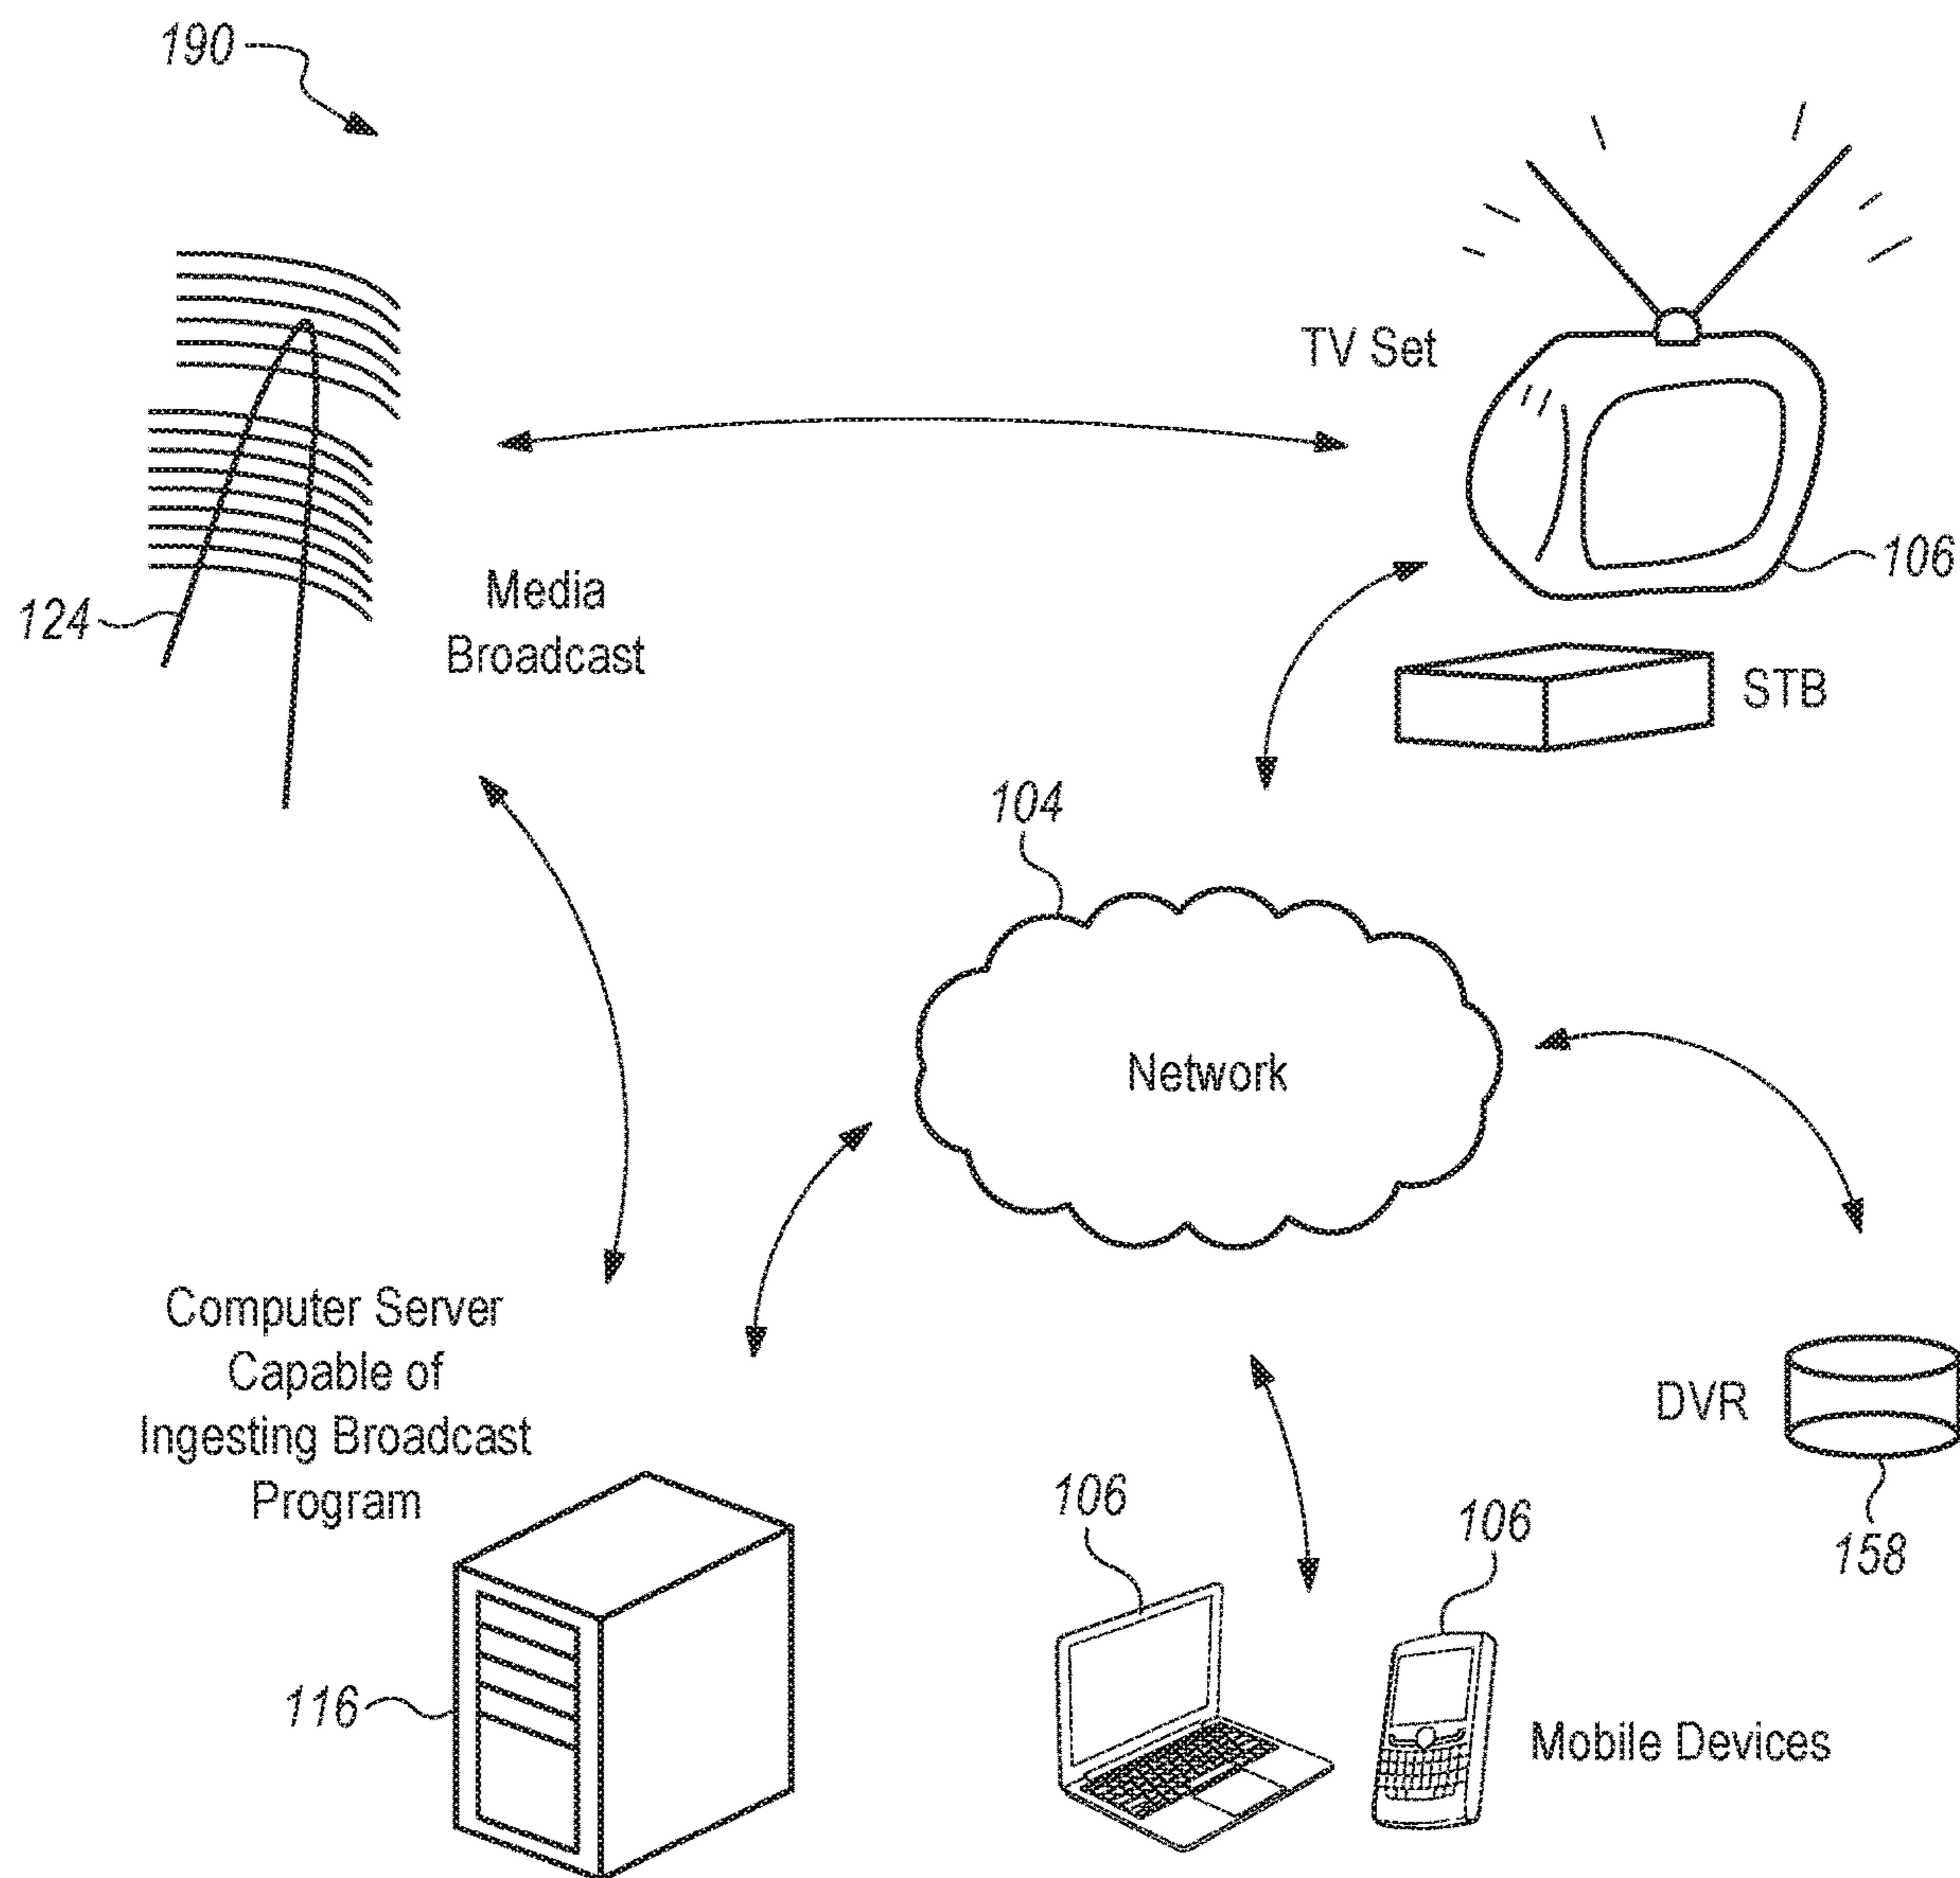 190
TV Set
106
124
Media
Broadcast
STB
104
Network
Computer Server
Capable of
Ingesting Broadcast
Program
DVR
158
106
106
116
Mobile Devices